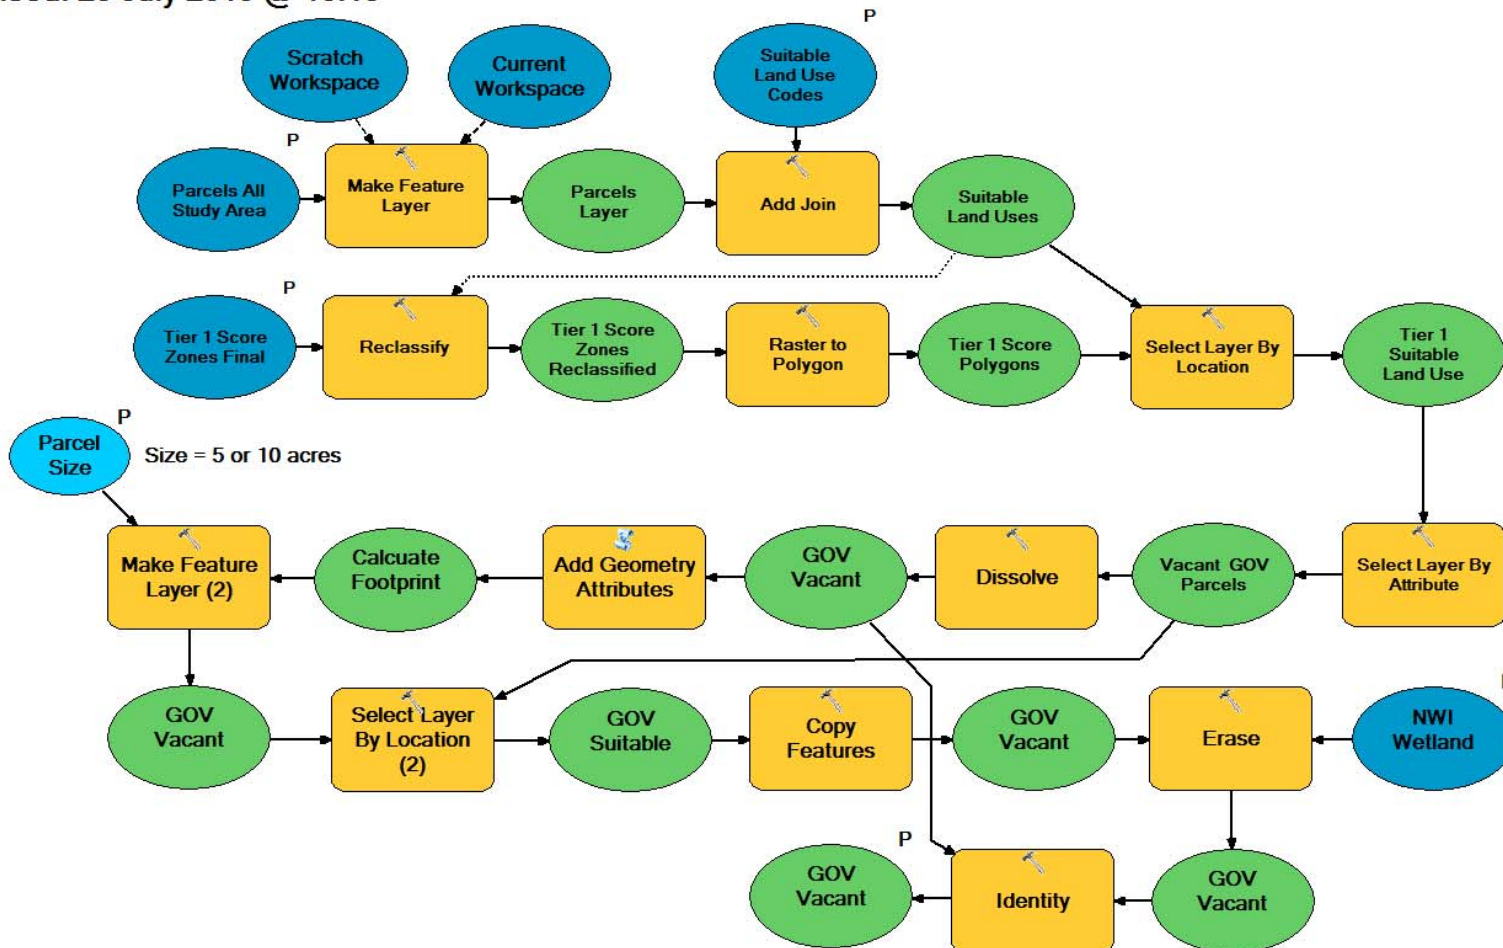 P
Scratch
Workspace
Current
Workspace
Suitable
Land Use
Codes
P
Parcels All
Study Area
Make Feature
Layer
Parcels
Layer
Add Join
Suitable
Land Uses
P
Tier 1 Score
Zones Final
Reclassify
Tier 1 Score
Zones
Reclassified
Raster to
Polygon
Tier 1 Score
Polygons
Select Layer By
Location
Tier 1
Suitable
Land Use
P
Parcel
Size
Size = 5 or 10 acres
Make Feature
Layer (2)
Calcuate
Footprint
Add Geometry
Attributes
GOV
Vacant
Dissolve
Vacant GOV
Parcels
Select Layer By
Attribute
GOV
Vacant
Select Layer
By Location
(2)
GOV
Suitable
Copy
Features
GOV
Vacant
Erase
NWI
Wetland
P
GOV
Vacant
Identity
GOV
Vacant